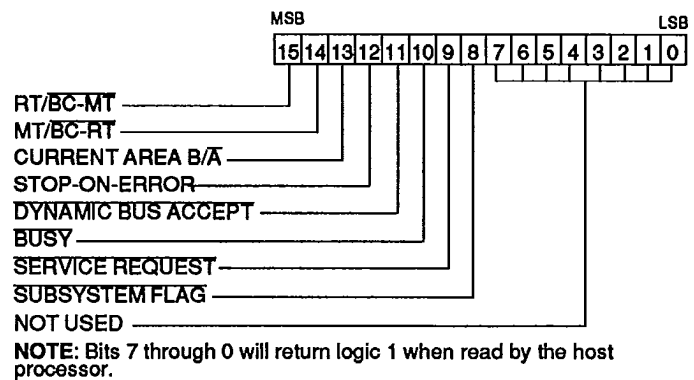 MSB LSB
15 14 13 12 11 10 9 8 7 6 5 4 3 2 1 0
RT/BC-MT
MT/BC-RT
CURRENT AREA B/A
STOP-ON-ERROR
DYNAMIC BUS ACCEPT
BUSY
SERVICE REQUEST
SUBSYSTEM FLAG
NOT USED
NOTE: Bits 7 through 0 will return logic 1 when read by the host
processor.